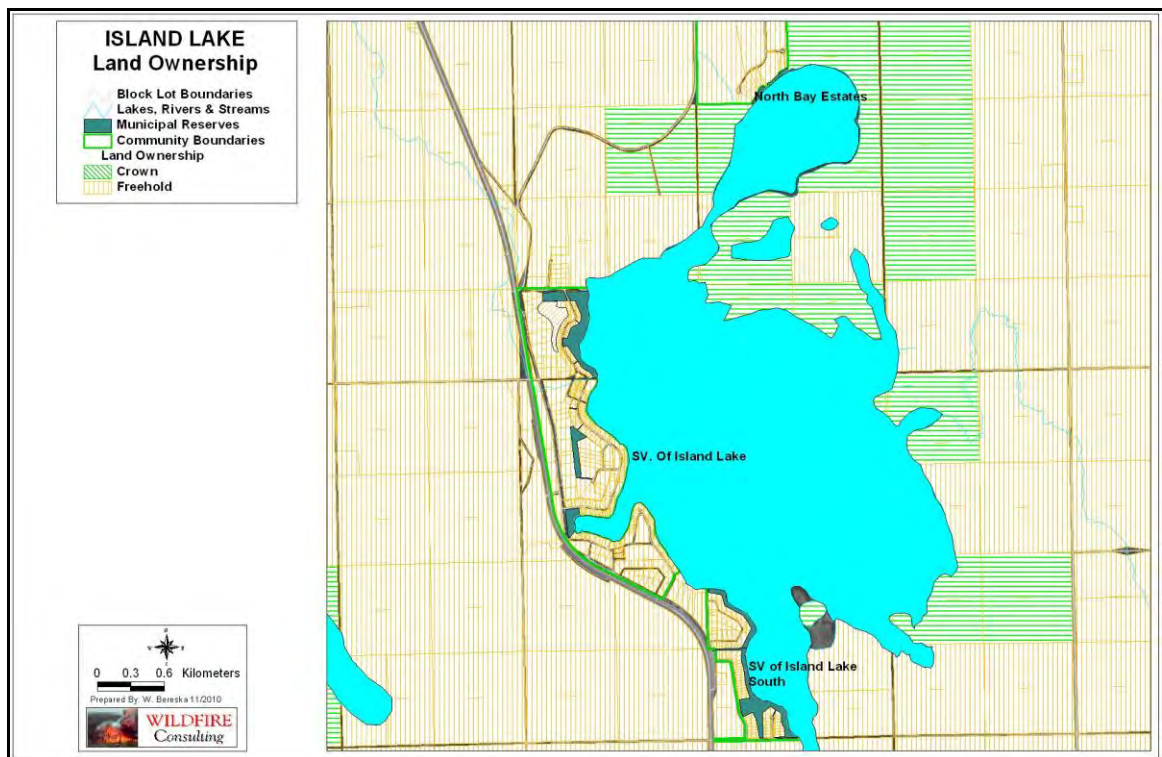 ISLAND LAKE
Land Ownership
Block Lot Boundaries
Lakes, Rivers & Streams
Municipal Reserves
Community Boundaries
Land Ownership
Crown
Freehold
North Bay Estates
SV. Of Island Lake
SV of Island Lake
South
0 0.3 0.6 Kilometers
Prepared By: W. Bereska 11/2010
WILDFIRE
Consulting